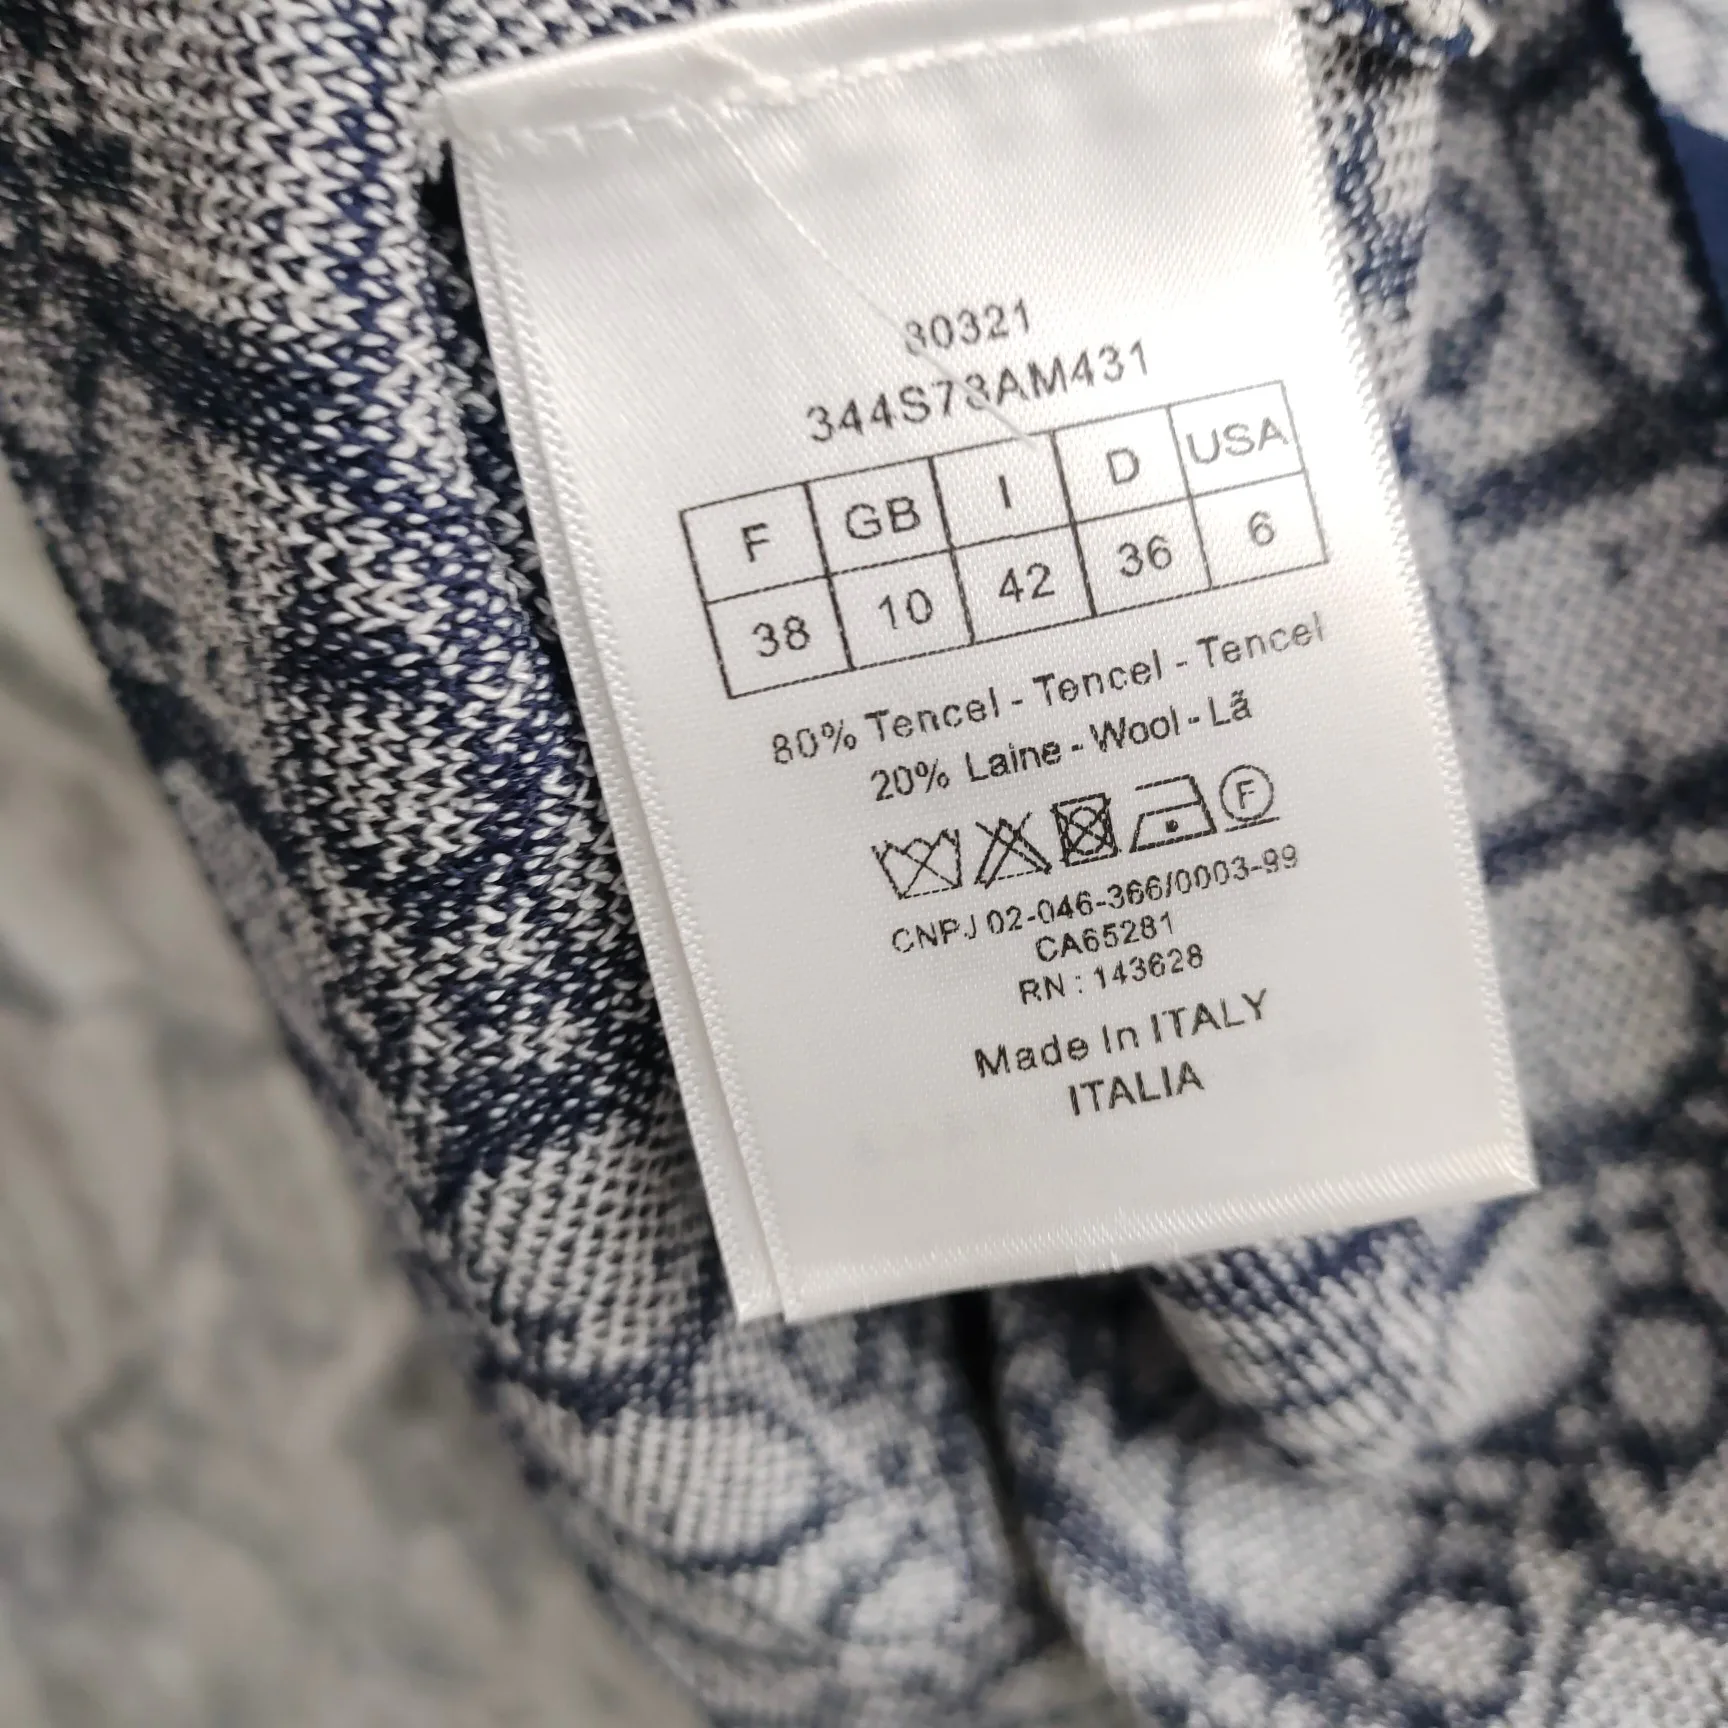 30321
344S73AM431
F GB I D USA
38 10 42 36 6
80% Tencel - Tencel - Tencel
20% Laine - Wool - Lã
F
CNPJ 02-046-366/0003-99
CA65281
RN : 143628
Made In ITALY
ITALIA